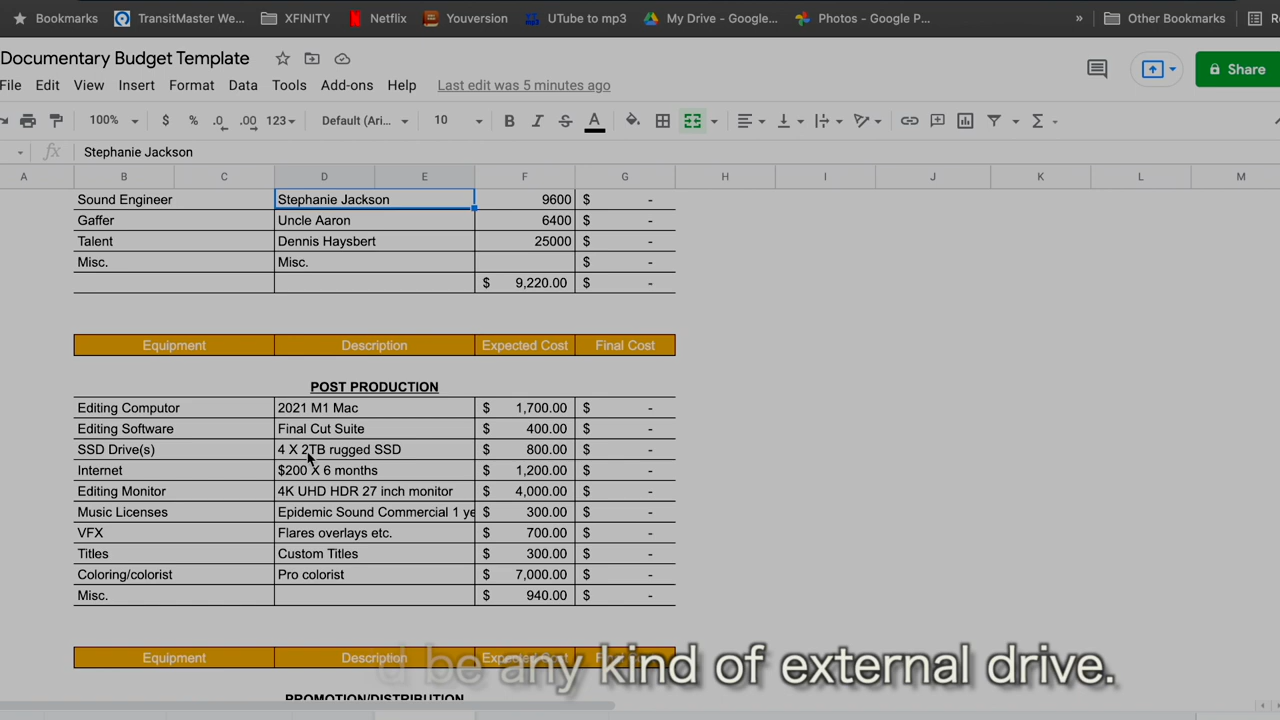 Bookmarks TransitMaster We... XFINITY Netflix Youversion UTube to mp3 My Drive - Google... Photos - Google P... » Other Bookmarks
Documentary Budget Template
File Edit View Insert Format Data Tools Add-ons Help Last edit was 5 minutes ago
Share
100% $ % .0 .00 123 Default (Ari... 10 B I S A Σ
fx Stephanie Jackson
A B C D E F G H I J K L M
Sound Engineer Stephanie Jackson 9600 $ -
Gaffer Uncle Aaron 6400 $ -
Talent Dennis Haysbert 25000 $ -
Misc. Misc. $ -
$ 9,220.00 $ -
Equipment Description Expected Cost Final Cost
POST PRODUCTION
Editing Computor 2021 M1 Mac $ 1,700.00 $ -
Editing Software Final Cut Suite $ 400.00 $ -
SSD Drive(s) 4 X 2TB rugged SSD $ 800.00 $ -
Internet $200 X 6 months $ 1,200.00 $ -
Editing Monitor 4K UHD HDR 27 inch monitor $ 4,000.00 $ -
Music Licenses Epidemic Sound Commercial 1 ye $ 300.00 $ -
VFX Flares overlays etc. $ 700.00 $ -
Titles Custom Titles $ 300.00 $ -
Coloring/colorist Pro colorist $ 7,000.00 $ -
Misc. $ 940.00 $ -
Equipment Description
d be any kind of external drive.
PROMOTION/DISTRIBUTION